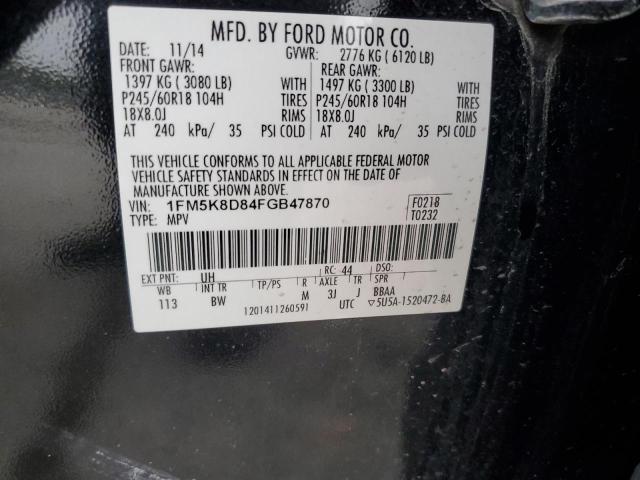 MFD. BY FORD MOTOR CO.
DATE: 11/14 GVWR: 2776 KG ( 6120 LB)
FRONT GAWR: REAR GAWR:
1397 KG ( 3080 LB) WITH 1497 KG ( 3300 LB) WITH
P245/60R18 104H TIRES P245/60R18 104H TIRES
18X8.0J RIMS 18X8.0J RIMS
AT 240 kPa/ 35 PSI COLD AT 240 kPa/ 35 PSI COLD
THIS VEHICLE CONFORMS TO ALL APPLICABLE FEDERAL MOTOR
VEHICLE SAFETY STANDARDS IN EFFECT ON THE DATE OF
MANUFACTURE SHOWN ABOVE.
VIN: 1FM5K8D84FGB47870 F0218
TYPE: MPV T0232
EXT PNT: UH RC: 44 DSO:
WB INT TR TP/PS R AXLE TR SPR
113 BW M 3J J BBAA
1201411260591 UTC ▽5U5A-1520472-BA